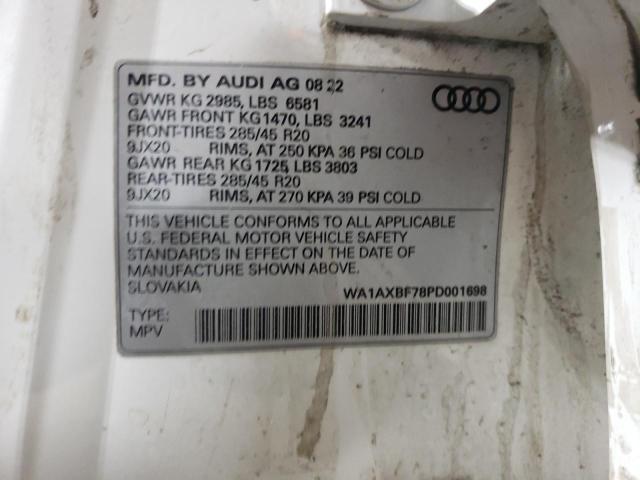 MFD. BY AUDI AG 08 22
GVWR KG 2985, LBS 6581
GAWR FRONT KG 1470, LBS 3241
FRONT-TIRES 285/45 R20
9JX20 RIMS, AT 250 KPA 36 PSI COLD
GAWR REAR KG 1725, LBS 3803
REAR-TIRES 285/45 R20
9JX20 RIMS, AT 270 KPA 39 PSI COLD
THIS VEHICLE CONFORMS TO ALL APPLICABLE
U.S. FEDERAL MOTOR VEHICLE SAFETY
STANDARDS IN EFFECT ON THE DATE OF
MANUFACTURE SHOWN ABOVE.
SLOVAKIA WA1AXBF78PD001698
TYPE:
MPV